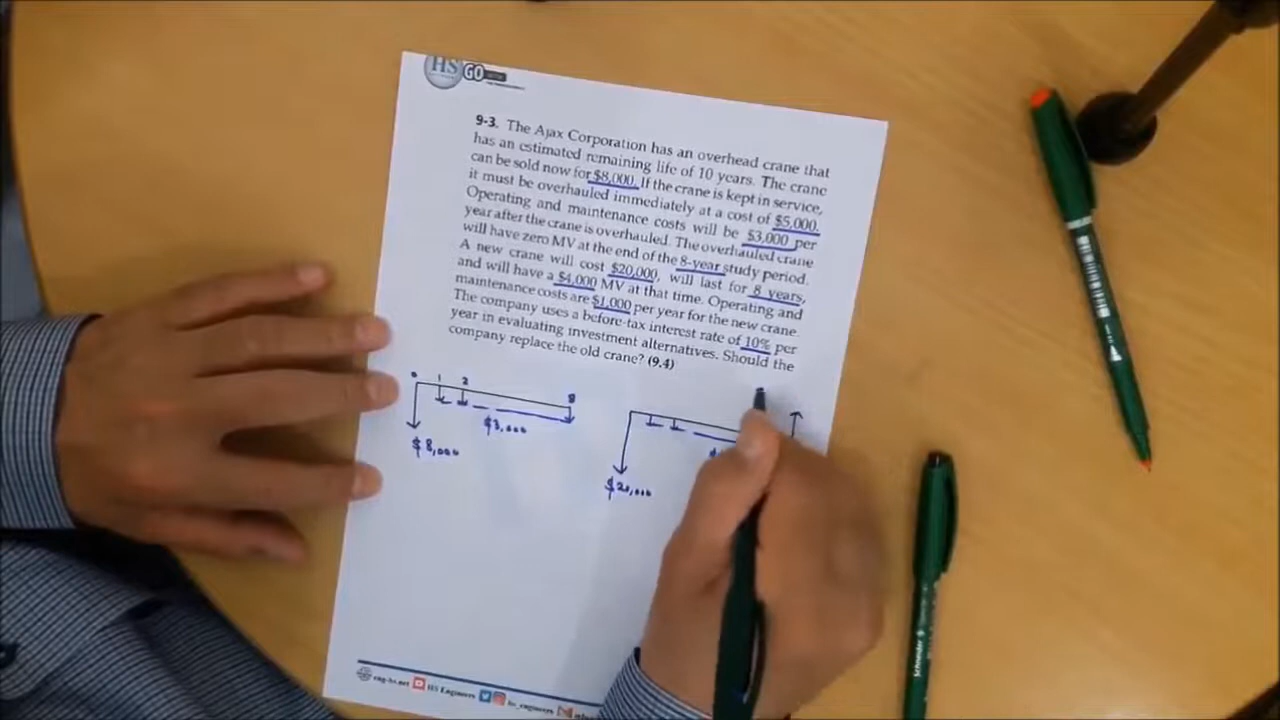 HS
GO
9-3. The Ajax Corporation has an overhead crane that
has an estimated remaining life of 10 years. The crane
can be sold now for $8,000. If the crane is kept in service,
it must be overhauled immediately at a cost of $5,000.
Operating and maintenance costs will be $3,000 per
year after the crane is overhauled. The overhauled crane
will have zero MV at the end of the 8-year study period.
A new crane will cost $20,000, will last for 8 years,
and will have a $4,000 MV at that time. Operating and
maintenance costs are $1,000 per year for the new crane.
The company uses a before-tax interest rate of 10% per
year in evaluating investment alternatives. Should the
company replace the old crane? (9.4)
0 1 2 8
$3,000
$8,000
$20,000
eng-hs.net HS Engineers hs_engineers
Schneider